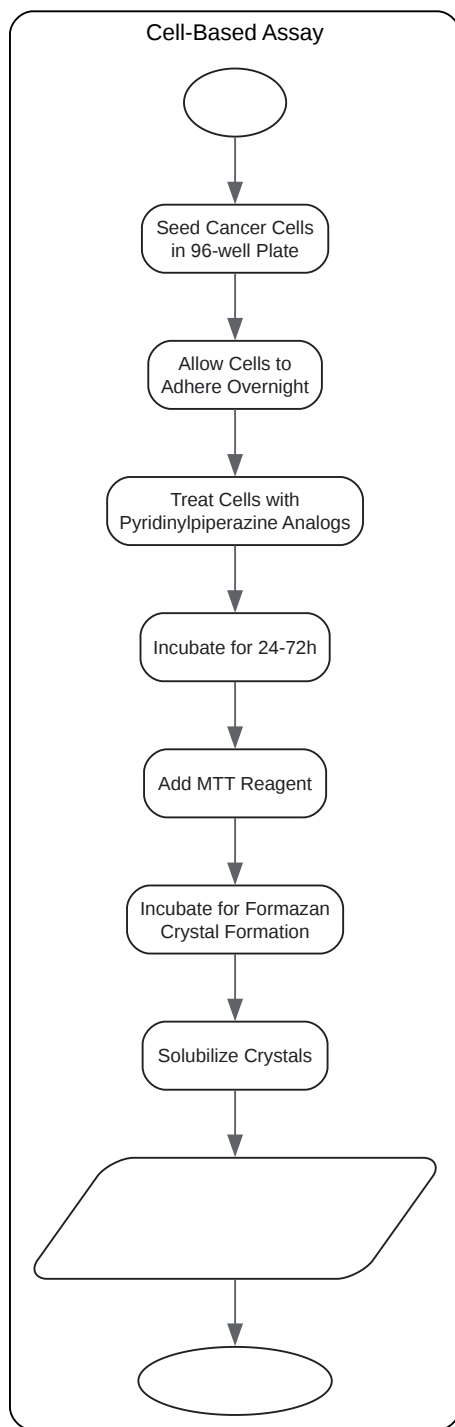 Cell-Based Assay
Seed Cancer Cells
in 96-well Plate
Allow Cells to
Adhere Overnight
Treat Cells with
Pyridinylpiperazine Analogs
Incubate for 24-72h
Add MTT Reagent
Incubate for Formazan
Crystal Formation
Solubilize Crystals